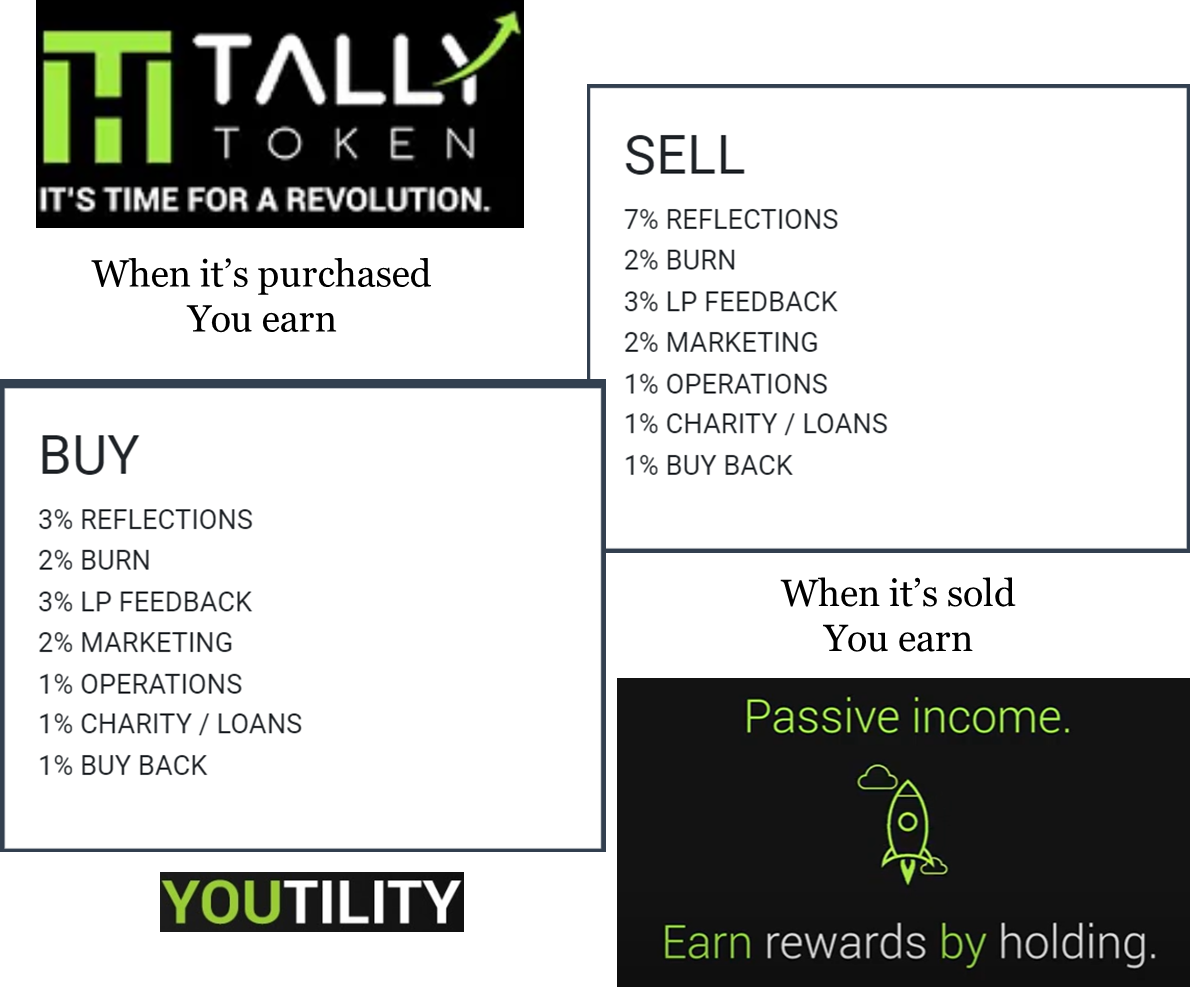 TALLY
TOKEN
IT'S TIME FOR A REVOLUTION.
When it’s purchased
You earn
BUY
3% REFLECTIONS
2% BURN
3% LP FEEDBACK
2% MARKETING
1% OPERATIONS
1% CHARITY / LOANS
1% BUY BACK
YOUTILITY
SELL
7% REFLECTIONS
2% BURN
3% LP FEEDBACK
2% MARKETING
1% OPERATIONS
1% CHARITY / LOANS
1% BUY BACK
When it’s sold
You earn
Passive income.
Earn rewards by holding.